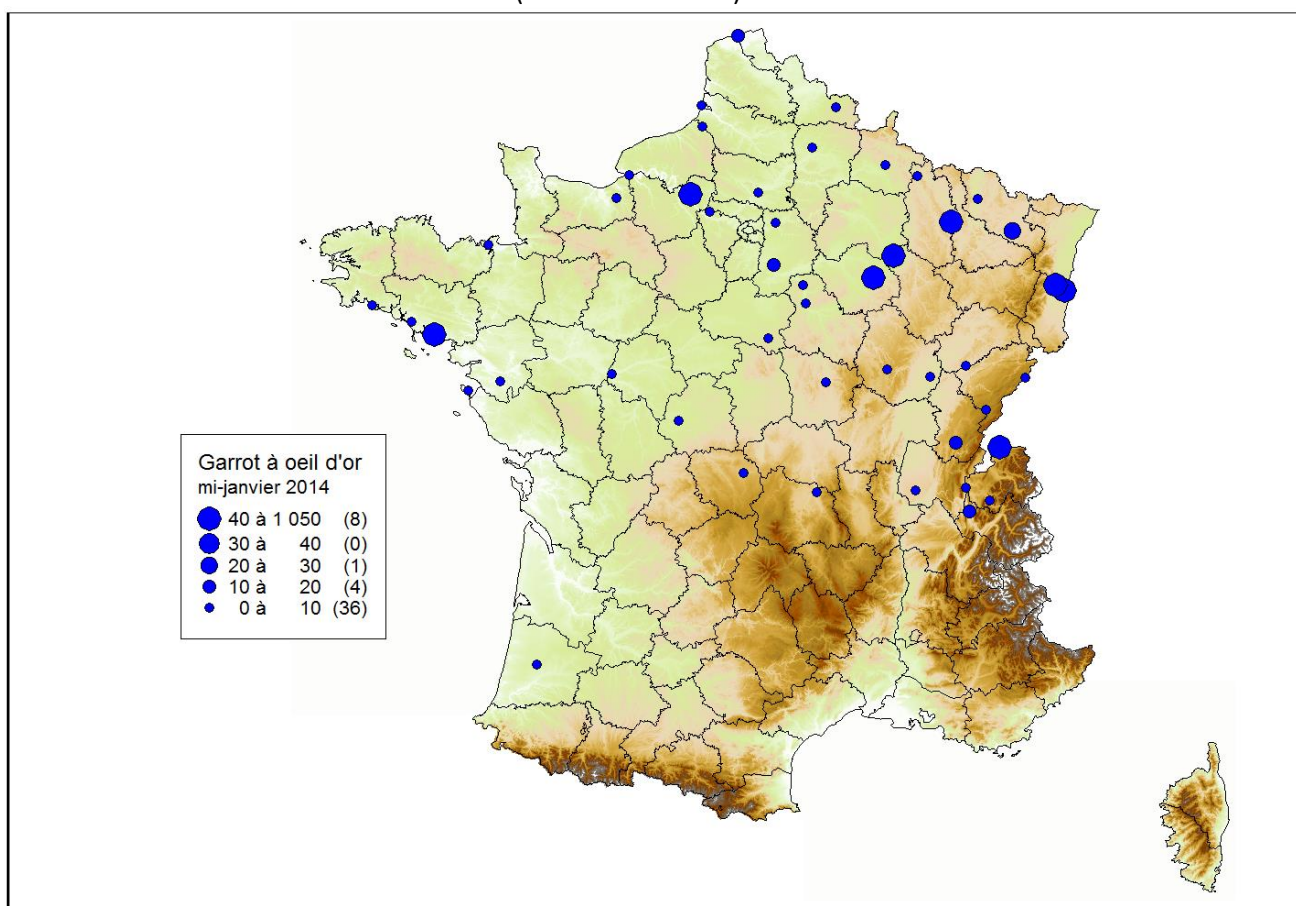 Garrot à oeil d'or
mi-janvier 2014
40 à 1 050 (8)
30 à 40 (0)
20 à 30 (1)
10 à 20 (4)
0 à 10 (36)